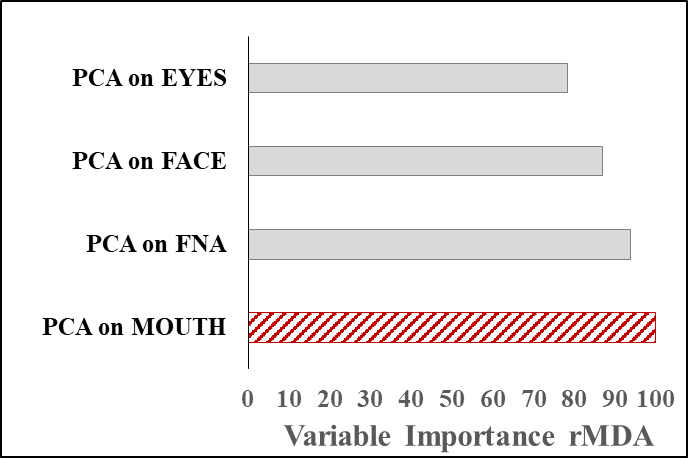 PCA on EYES
PCA on FACE
PCA on FNA
PCA on MOUTH
0 10 20 30 40 50 60 70 80 90 100
Variable Importance rMDA